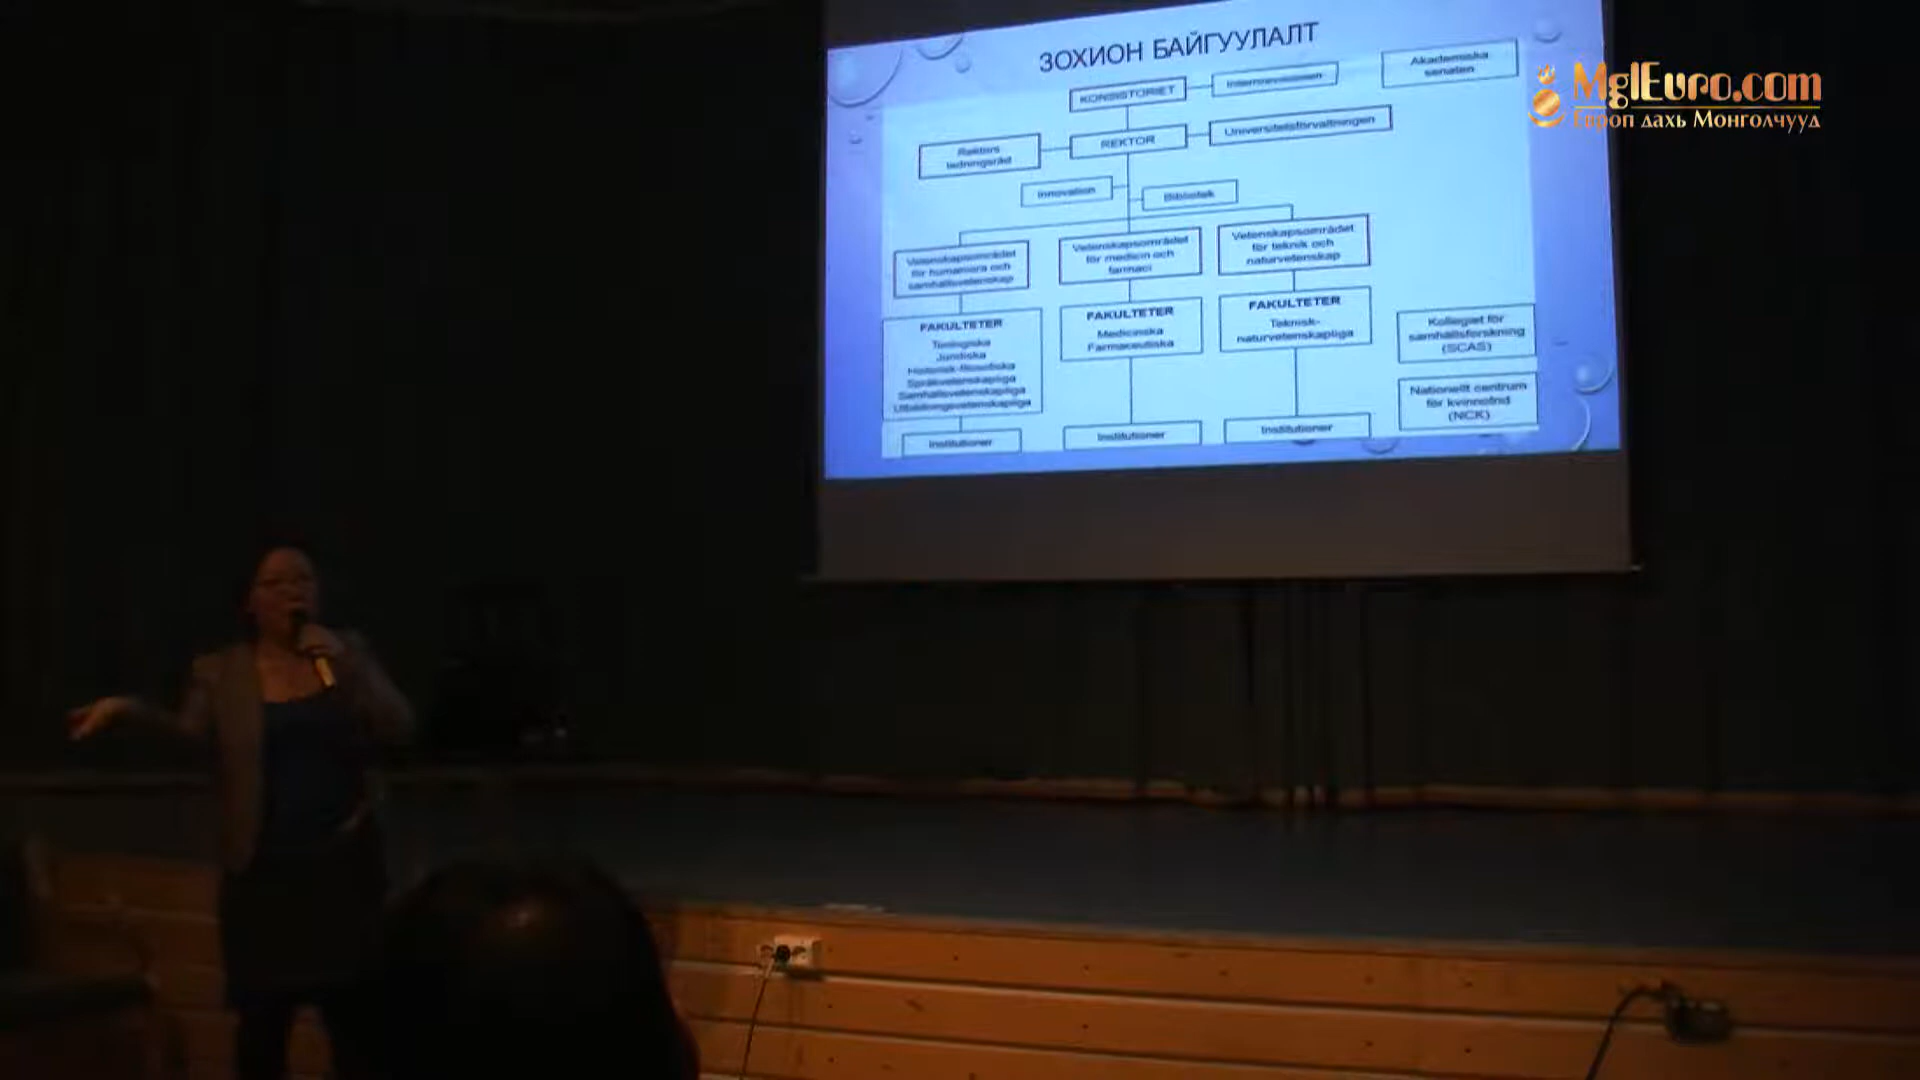 ЗОХИОН БАЙГУУЛАЛТ
KONSISTORIET
Internrevisionen
Akademiska
senaten
MglEuro.com
Европ дахь Монголчууд
REKTOR
Universitetsförvaltningen
Rektors
ledningsråd
Innovation
Bibliotek
Vetenskapsområdet
för humaniora och
samhällsvetenskap
Vetenskapsområdet
för medicin och
farmaci
Vetenskapsområdet
för teknik och
naturvetenskap
FAKULTETER
Teologiska
Juridiska
Historisk-filosofiska
Språkvetenskapliga
Samhällsvetenskapliga
Utbildningsvetenskapliga
FAKULTETER
Medicinska
Farmaceutiska
FAKULTETER
Teknisk-
naturvetenskapliga
Kollegiet för
samhällsforskning
(SCAS)
Nationellt centrum
för kvinnofrid
(NCK)
Institutioner
Institutioner
Institutioner